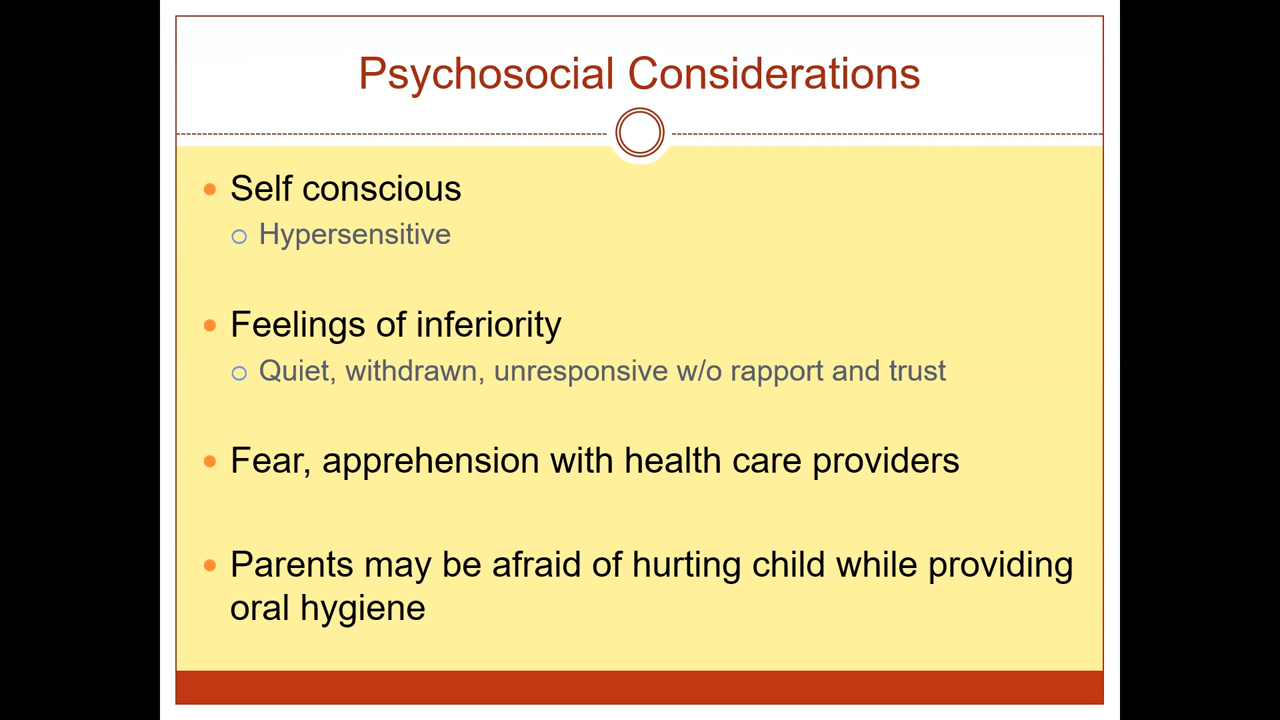 Psychosocial Considerations
Self conscious
Hypersensitive
Feelings of inferiority
Quiet, withdrawn, unresponsive w/o rapport and trust
Fear, apprehension with health care providers
Parents may be afraid of hurting child while providing
oral hygiene